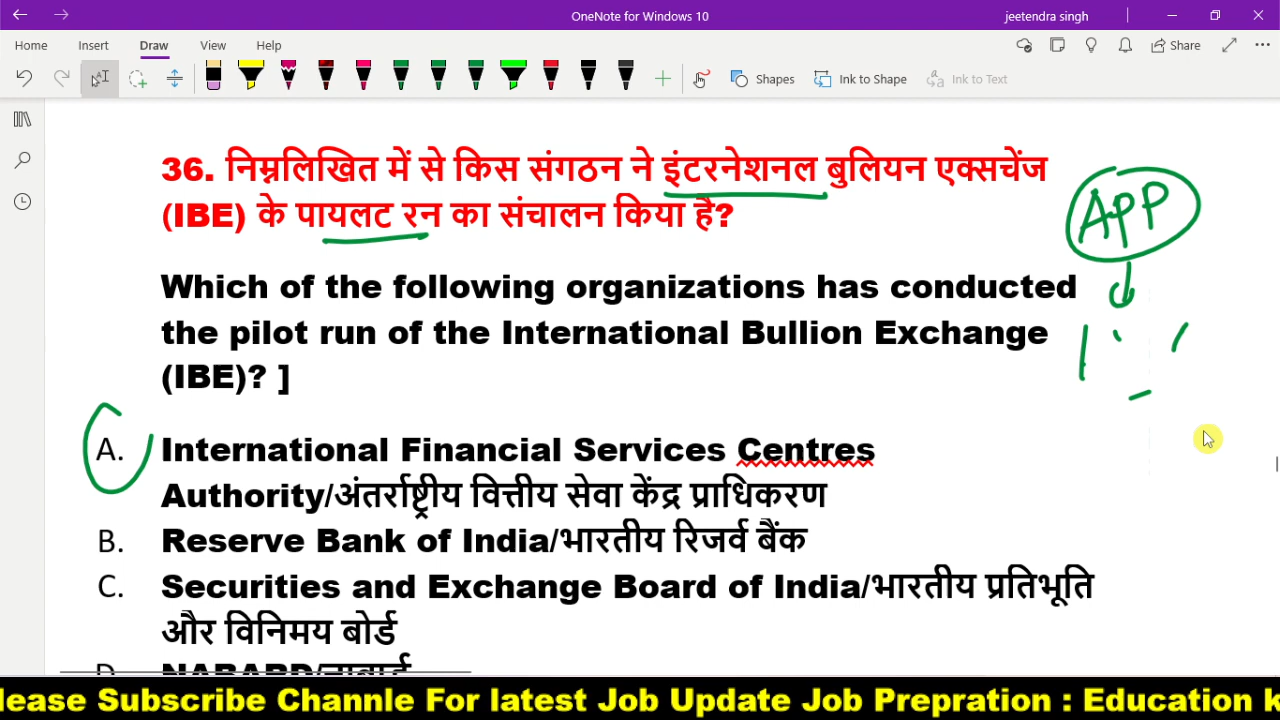 OneNote for Windows 10
jeetendra singh
Home Insert Draw View Help
Share
Shapes Ink to Shape Ink to Text
36. निम्नलिखित में से किस संगठन ने इंटरनेशनल बुलियन एक्सचेंज
(IBE) के पायलट रन का संचालन किया है?
APP
Which of the following organizations has conducted
the pilot run of the International Bullion Exchange
(IBE)? ]
A. International Financial Services Centres
Authority/अंतर्राष्ट्रीय वित्तीय सेवा केंद्र प्राधिकरण
B. Reserve Bank of India/भारतीय रिजर्व बैंक
C. Securities and Exchange Board of India/भारतीय प्रतिभूति
और विनिमय बोर्ड
D. NABARD/नाबार्ड
lease Subscribe Channle For latest Job Update Job Prepration : Education k